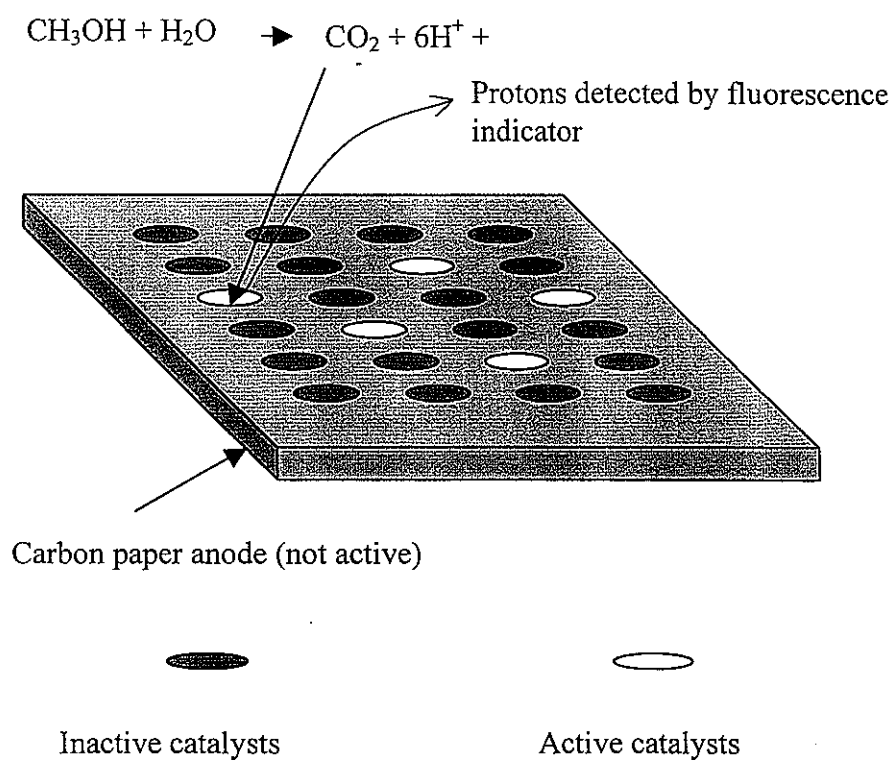 CH₃OH + H₂O → CO₂ + 6H⁺ +
Protons detected by fluorescence
indicator
Carbon paper anode (not active)
Inactive catalysts
Active catalysts